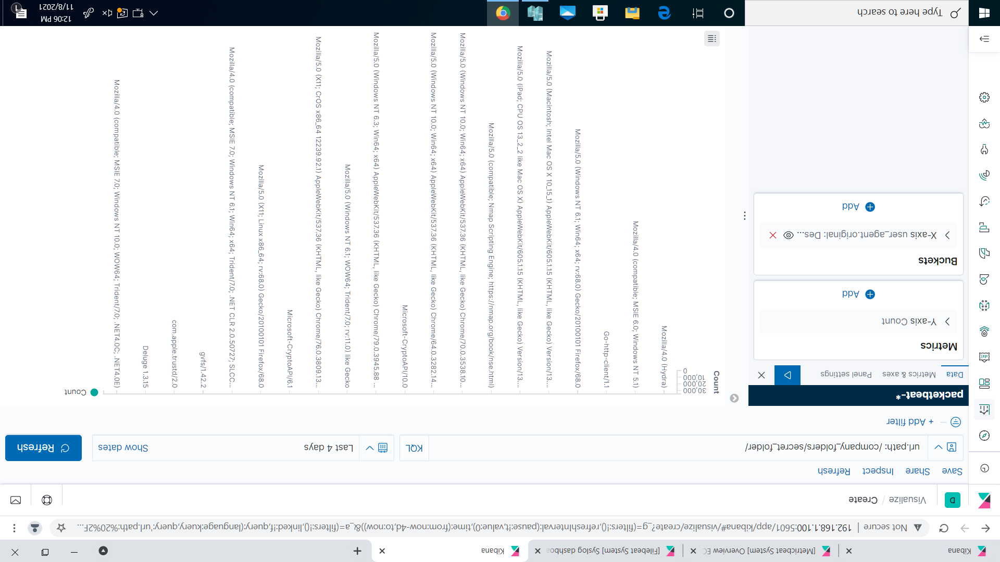 Kibana
[Metricbeat System] Overview EC
[Filebeat System] Syslog dashboa
Kibana
Not secure | 192.168.1.100:5601/app/kibana#/visualize/create?_g=(filters:!(),refreshInterval:(pause:!t,value:0),time:(from:now-4d,to:now))&_a=(filters:!(),linked:!f,query:(language:kuery,query:'url.path:%20%2F...
D
Visualize / Create
Save Share Inspect Refresh
url.path: /company_folders/secret_folder/
KQL
Last 4 days
Show dates
Refresh
+ Add filter
packetbeat-*
Data Metrics & axes Panel settings
Metrics
Y-axis Count
Add
Buckets
X-axis user_agent.original: Des...
Add
Count
30,000
20,000
10,000
0
Mozilla/4.0 (Hydra)
Mozilla/4.0 (compatible; MSIE 6.0; Windows NT 5.1)
Go-http-client/1.1
Mozilla/5.0 (Windows NT 6.1; Win64; x64; rv:68.0) Gecko/20100101 Firefox/68.0
Mozilla/5.0 (Macintosh; Intel Mac OS X 10_15_1) AppleWebKit/605.1.15 (KHTML, like Gecko) Version/13....
Mozilla/5.0 (iPad; CPU OS 13_2_2 like Mac OS X) AppleWebKit/605.1.15 (KHTML, like Gecko) Version/13....
Mozilla/5.0 (compatible; Nmap Scripting Engine; https://nmap.org/book/nse.html)
Mozilla/5.0 (Windows NT 10.0; Win64; x64) AppleWebKit/537.36 (KHTML, like Gecko) Chrome/70.0.3538.10...
Mozilla/5.0 (Windows NT 10.0; Win64; x64) AppleWebKit/537.36 (KHTML, like Gecko) Chrome/64.0.3282.14...
Microsoft-CryptoAPI/10.0
Mozilla/5.0 (Windows NT 6.3; Win64; x64) AppleWebKit/537.36 (KHTML, like Gecko) Chrome/79.0.3945.88 ...
Mozilla/5.0 (Windows NT 6.1; WOW64; Trident/7.0; rv:11.0) like Gecko
Mozilla/5.0 (X11; CrOS x86_64 12239.92.1) AppleWebKit/537.36 (KHTML, like Gecko) Chrome/76.0.3809.13...
Microsoft-CryptoAPI/6.1
Mozilla/5.0 (X11; Linux x86_64; rv:68.0) Gecko/20100101 Firefox/68.0
Mozilla/4.0 (compatible; MSIE 7.0; Windows NT 6.1; Win64; x64; Trident/7.0; .NET CLR 2.0.50727; SLCC...
gvfs/1.42.2
com.apple.trustd/2.0
Deluge 1.3.15
Mozilla/4.0 (compatible; MSIE 7.0; Windows NT 10.0; WOW64; Trident/7.0; .NET4.0C; .NET4.0E)
Count
Type here to search
12:06 PM
11/8/2021
1